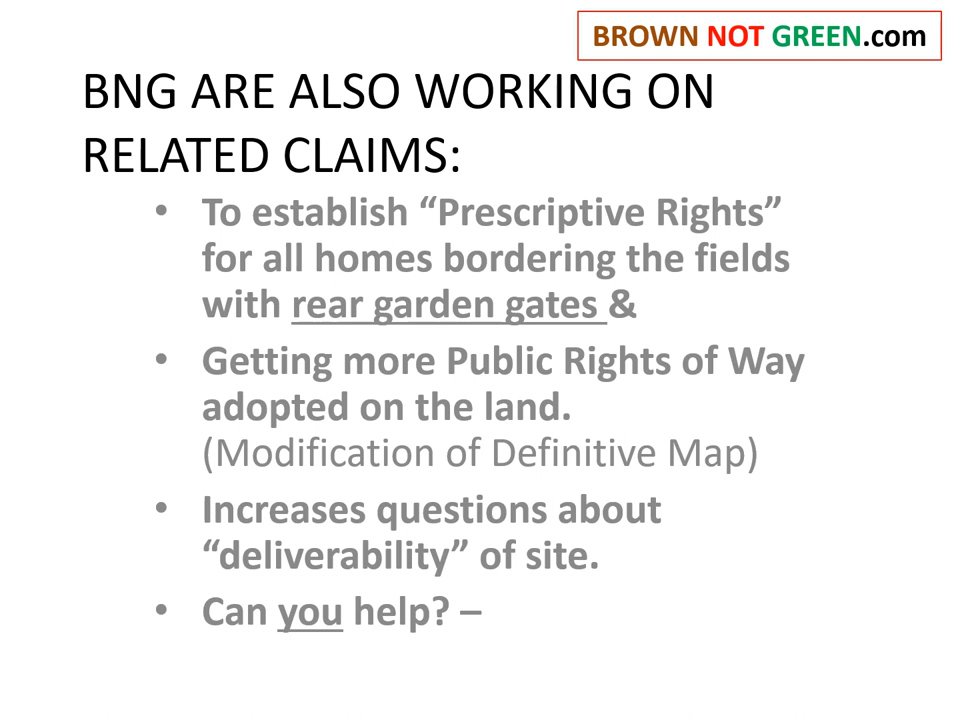 BROWN NOT GREEN.com
BNG ARE ALSO WORKING ON
RELATED CLAIMS:
• To establish “Prescriptive Rights”
for all homes bordering the fields
with rear garden gates &
• Getting more Public Rights of Way
adopted on the land.
(Modification of Definitive Map)
• Increases questions about
“deliverability” of site.
• Can you help? –